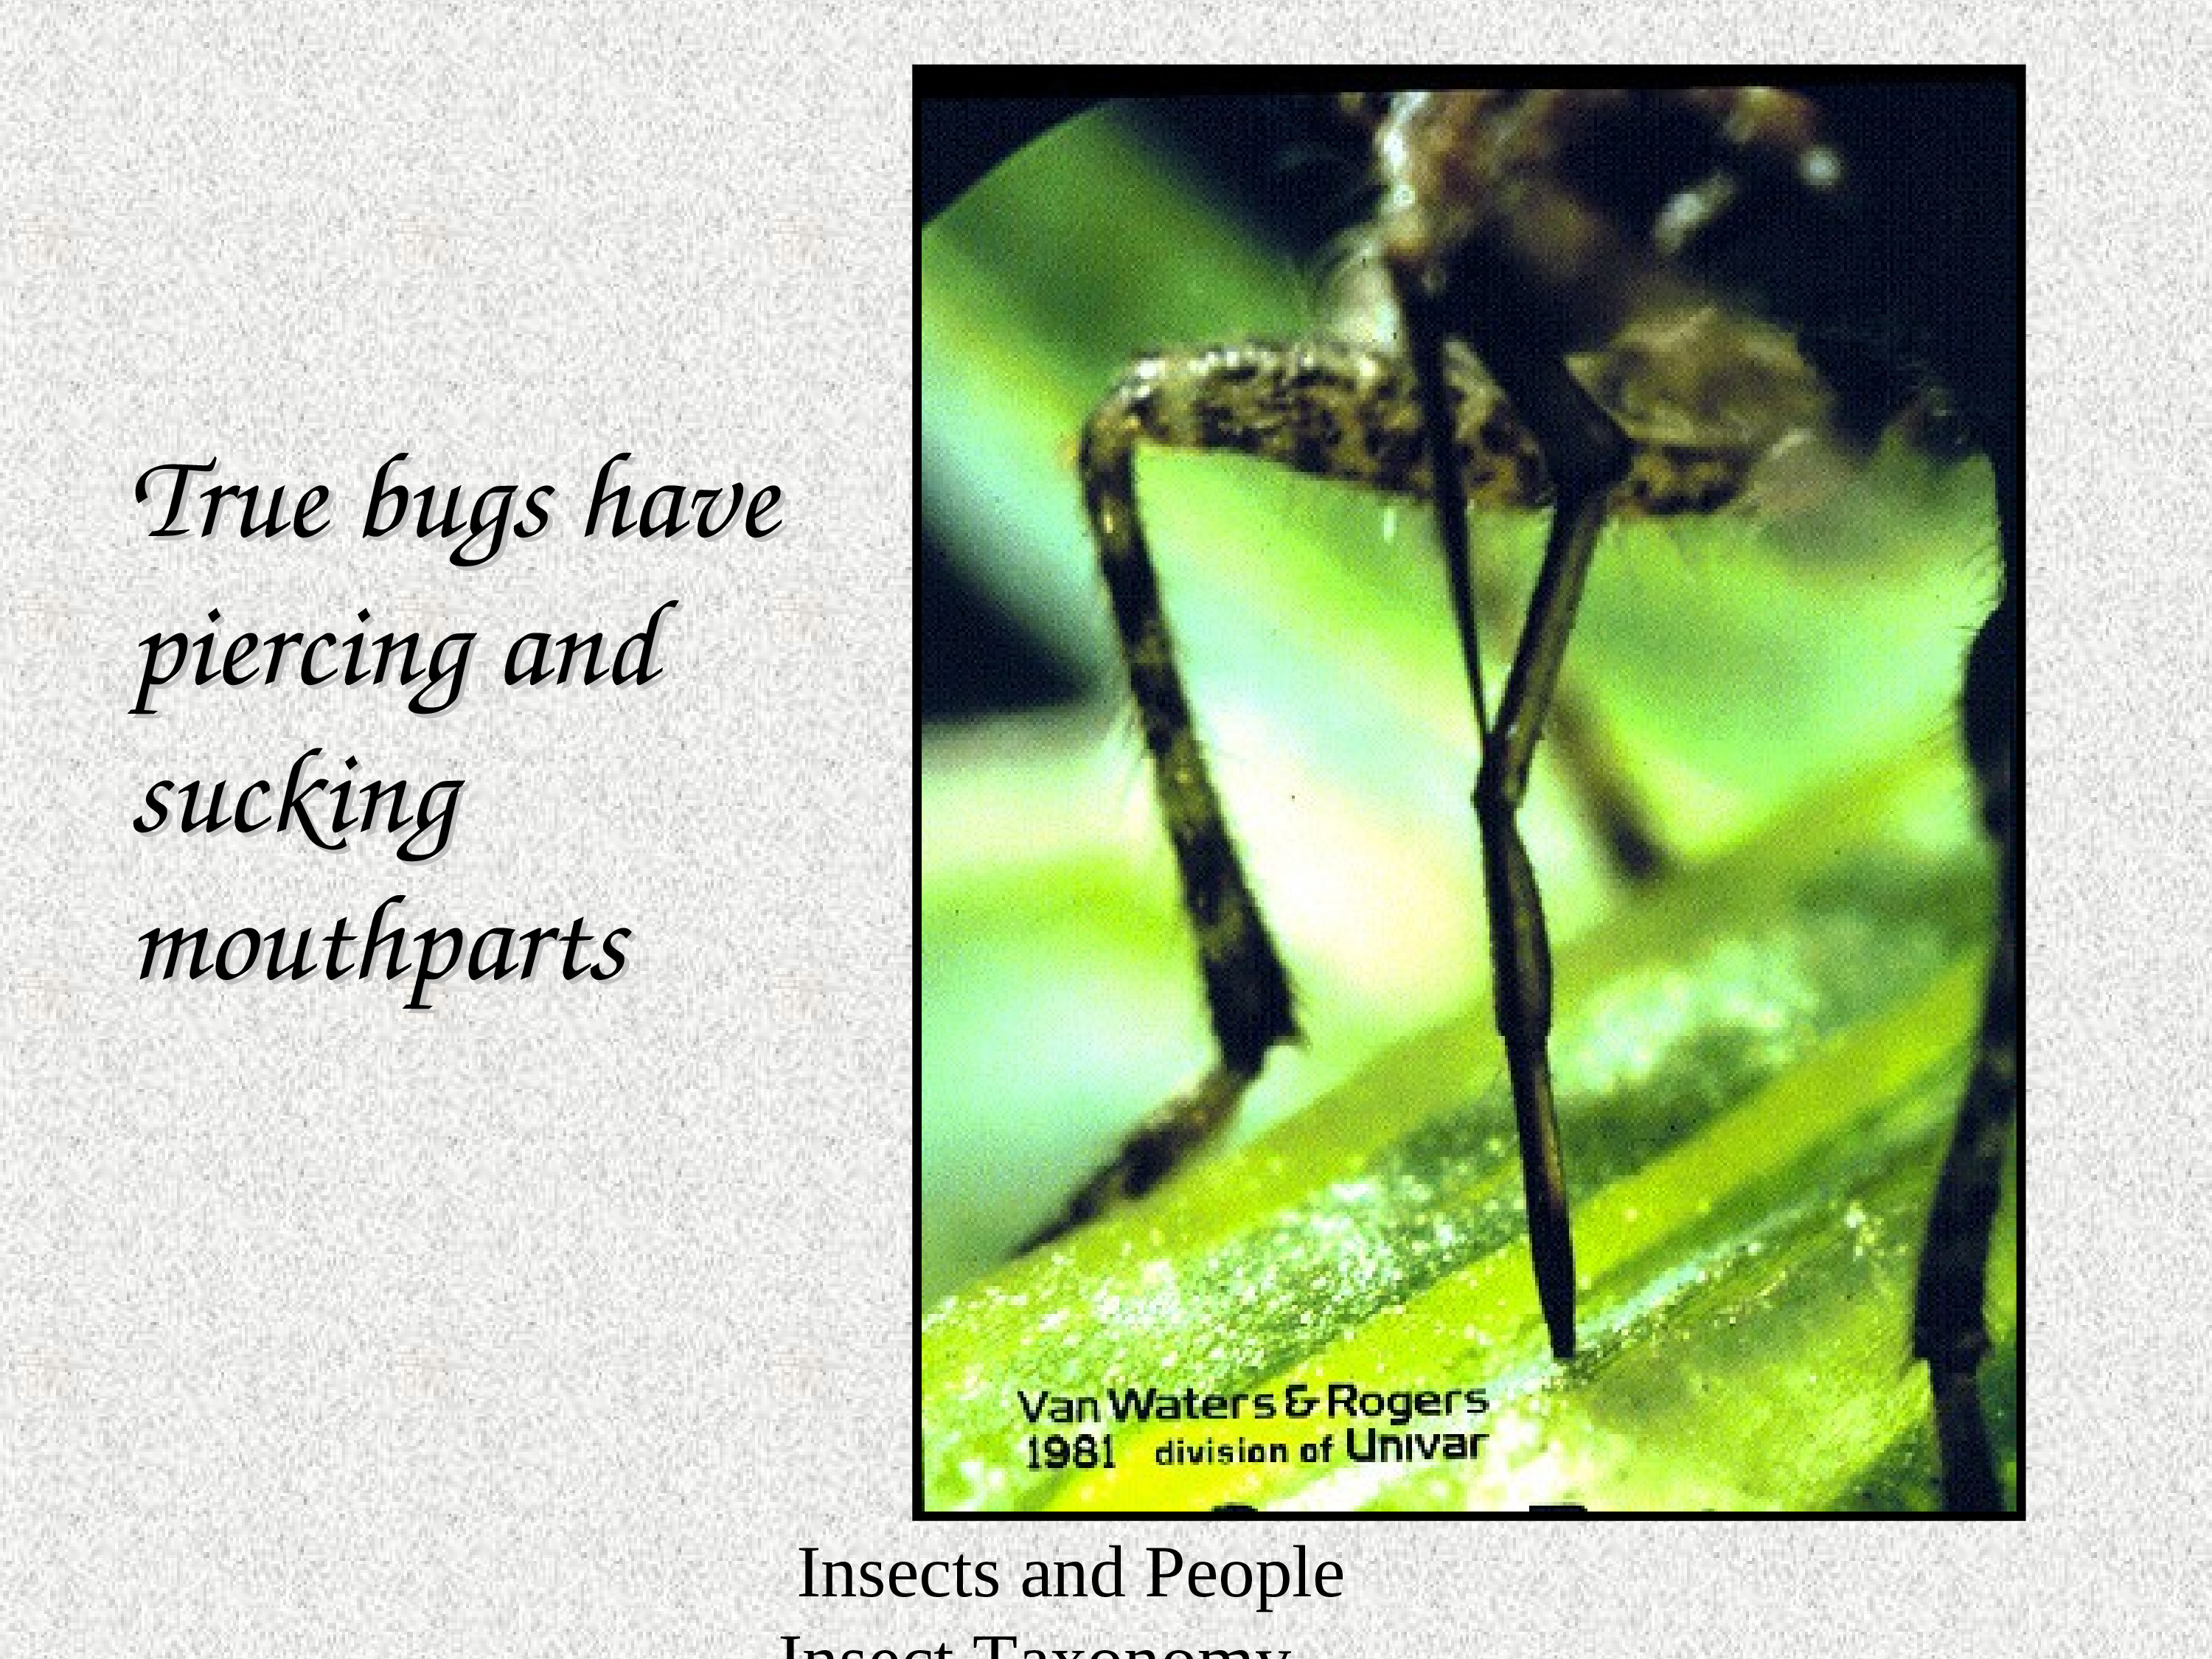 True bugs have
piercing and
sucking
mouthparts
Van Waters & Rogers
1981 division of Univar
Insects and People
Insect Taxonomy